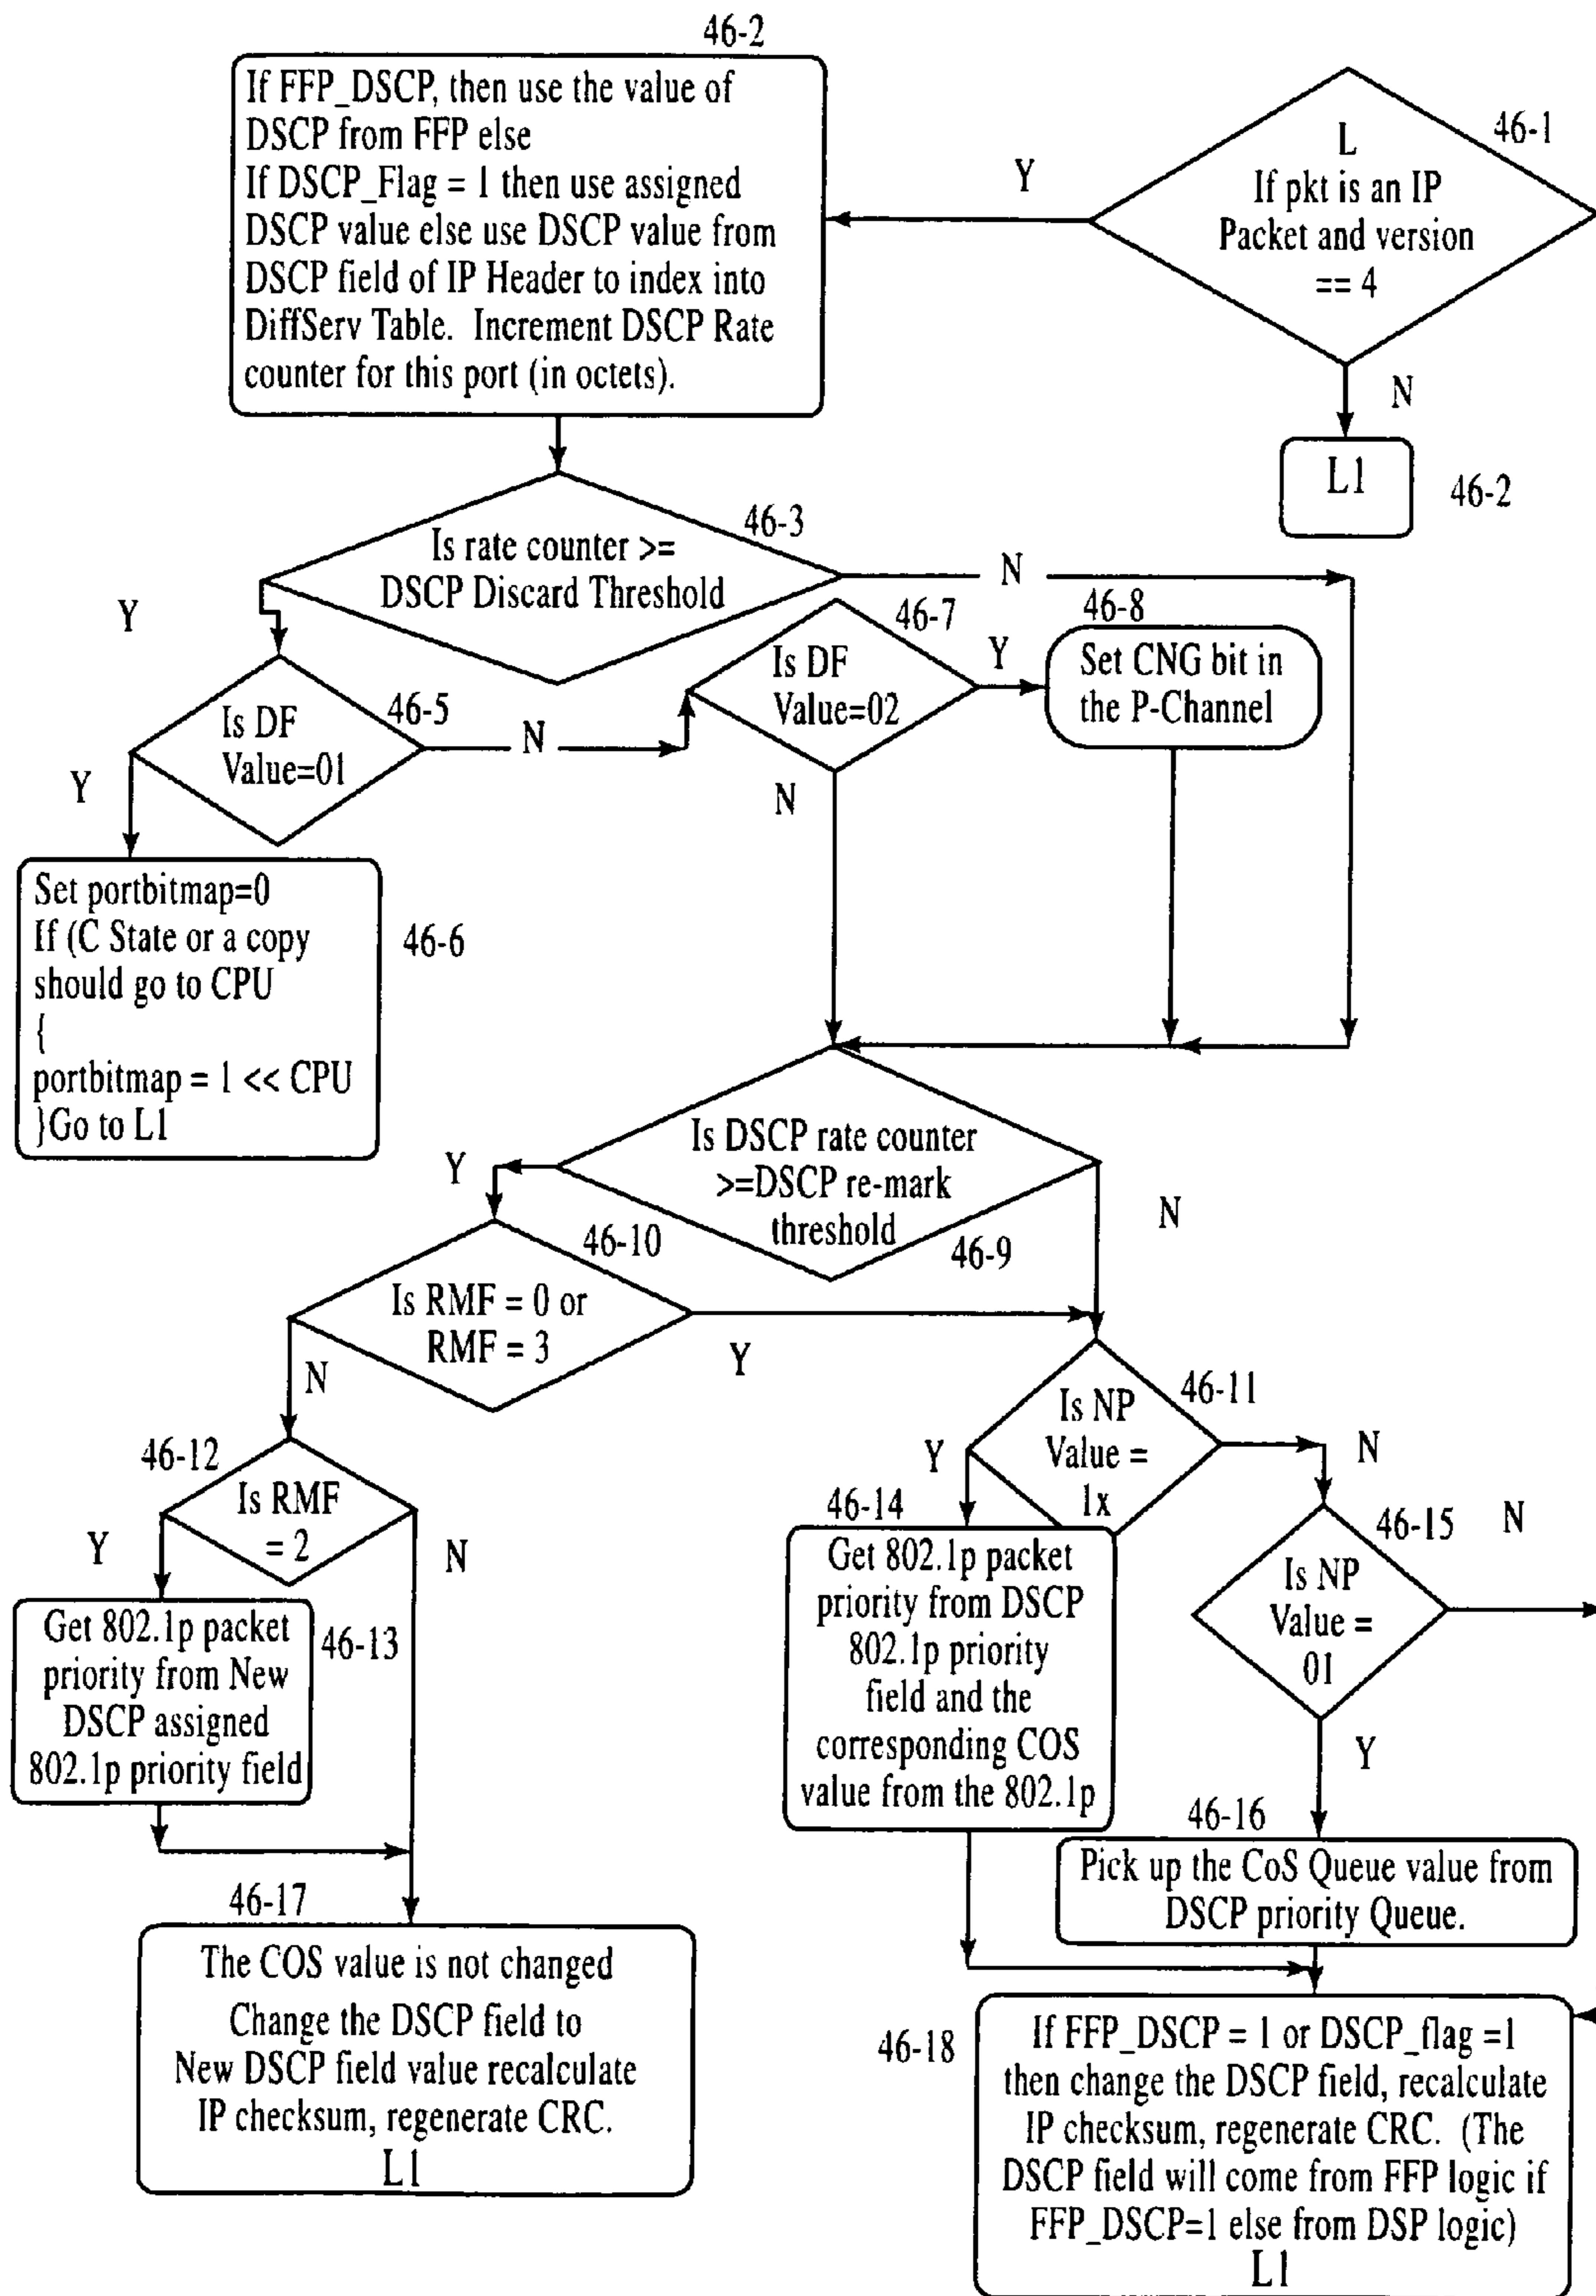 46-2
If FFP_DSCP, then use the value of
DSCP from FFP else
If DSCP_Flag = 1 then use assigned
DSCP value else use DSCP value from
DSCP field of IP Header to index into
DiffServ Table. Increment DSCP Rate
counter for this port (in octets).
46-1
L
If pkt is an IP
Packet and version
== 4
Y
N
L1
46-2
46-3
Is rate counter >=
DSCP Discard Threshold
Y
N
46-5
Is DF
Value=01
N
Y
46-7
Is DF
Value=02
Y
N
46-8
Set CNG bit in
the P-Channel
Set portbitmap=0
If (C State or a copy
should go to CPU
{
portbitmap = 1 << CPU
}Go to L1
46-6
Is DSCP rate counter
>=DSCP re-mark
threshold
46-9
Y
N
46-10
Is RMF = 0 or
RMF = 3
Y
N
46-11
Is NP
Value =
1x
Y
N
46-12
Is RMF
= 2
Y
N
46-13
Get 802.1p packet
priority from New
DSCP assigned
802.1p priority field
46-14
Get 802.1p packet
priority from DSCP
802.1p priority
field and the
corresponding COS
value from the 802.1p
46-15
Is NP
Value =
01
N
Y
46-16
Pick up the CoS Queue value from
DSCP priority Queue.
46-17
The COS value is not changed
Change the DSCP field to
New DSCP field value recalculate
IP checksum, regenerate CRC.
L1
46-18
If FFP_DSCP = 1 or DSCP_flag =1
then change the DSCP field, recalculate
IP checksum, regenerate CRC. (The
DSCP field will come from FFP logic if
FFP_DSCP=1 else from DSP logic)
L1